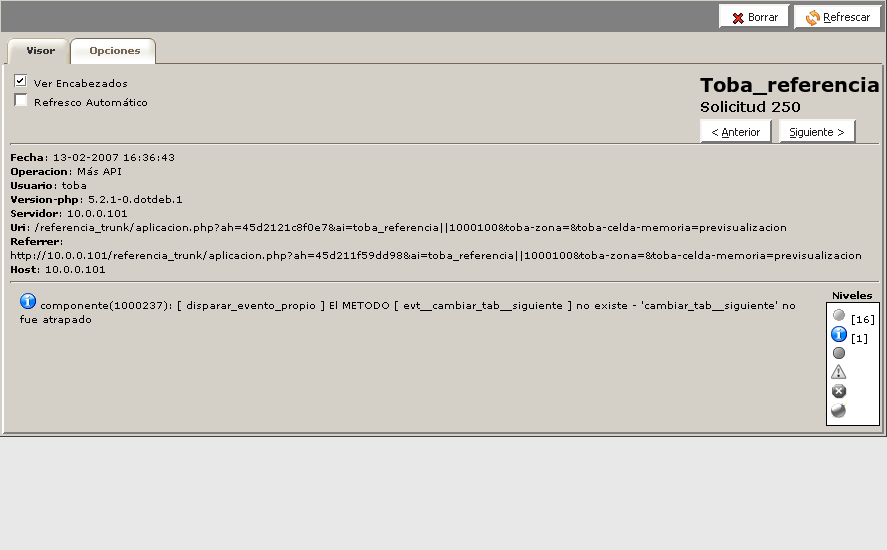 Borrar
Refrescar
Visor
Opciones
Ver Encabezados
Refresco Automático
Toba_referencia
Solicitud 250
< Anterior
Siguiente >
Fecha: 13-02-2007 16:36:43
Operacion: Más API
Usuario: toba
Version-php: 5.2.1-0.dotdeb.1
Servidor: 10.0.0.101
Uri: /referencia_trunk/aplicacion.php?ah=45d2121c8f0e7&ai=toba_referencia||1000100&toba-zona=&toba-celda-memoria=previsualizacion
Referrer:
http://10.0.0.101/referencia_trunk/aplicacion.php?ah=45d211f59dd98&ai=toba_referencia||1000100&toba-zona=&toba-celda-memoria=previsualizacion
Host: 10.0.0.101
componente(1000237): [ disparar_evento_propio ] El METODO [ evt__cambiar_tab__siguiente ] no existe - 'cambiar_tab__siguiente' no
fue atrapado
Niveles
[16]
[1]